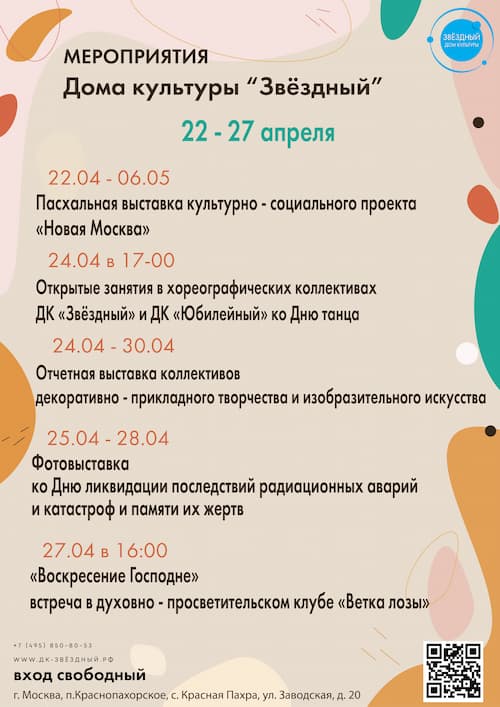 ЗВЁЗДНЫЙ
ДОМ КУЛЬТУРЫ
МЕРОПРИЯТИЯ
Дома культуры “Звёздный”
22 - 27 апреля
22.04 - 06.05
Пасхальная выставка культурно - социального проекта
«Новая Москва»
24.04 в 17-00
Открытые занятия в хореографических коллективах
ДК «Звёздный» и ДК «Юбилейный» ко Дню танца
24.04 - 30.04
Отчетная выставка коллективов
декоративно - прикладного творчества и изобразительного искусства
25.04 - 28.04
Фотовыставка
ко Дню ликвидации последствий радиационных аварий
и катастроф и памяти их жертв
27.04 в 16:00
«Воскресение Господне»
встреча в духовно - просветительском клубе «Ветка лозы»
+7 (495) 850-80-53
WWW.ДК-ЗВЁЗДНЫЙ.РФ
вход свободный
г. Москва, п.Краснопахорское, с. Красная Пахра, ул. Заводская, д. 20